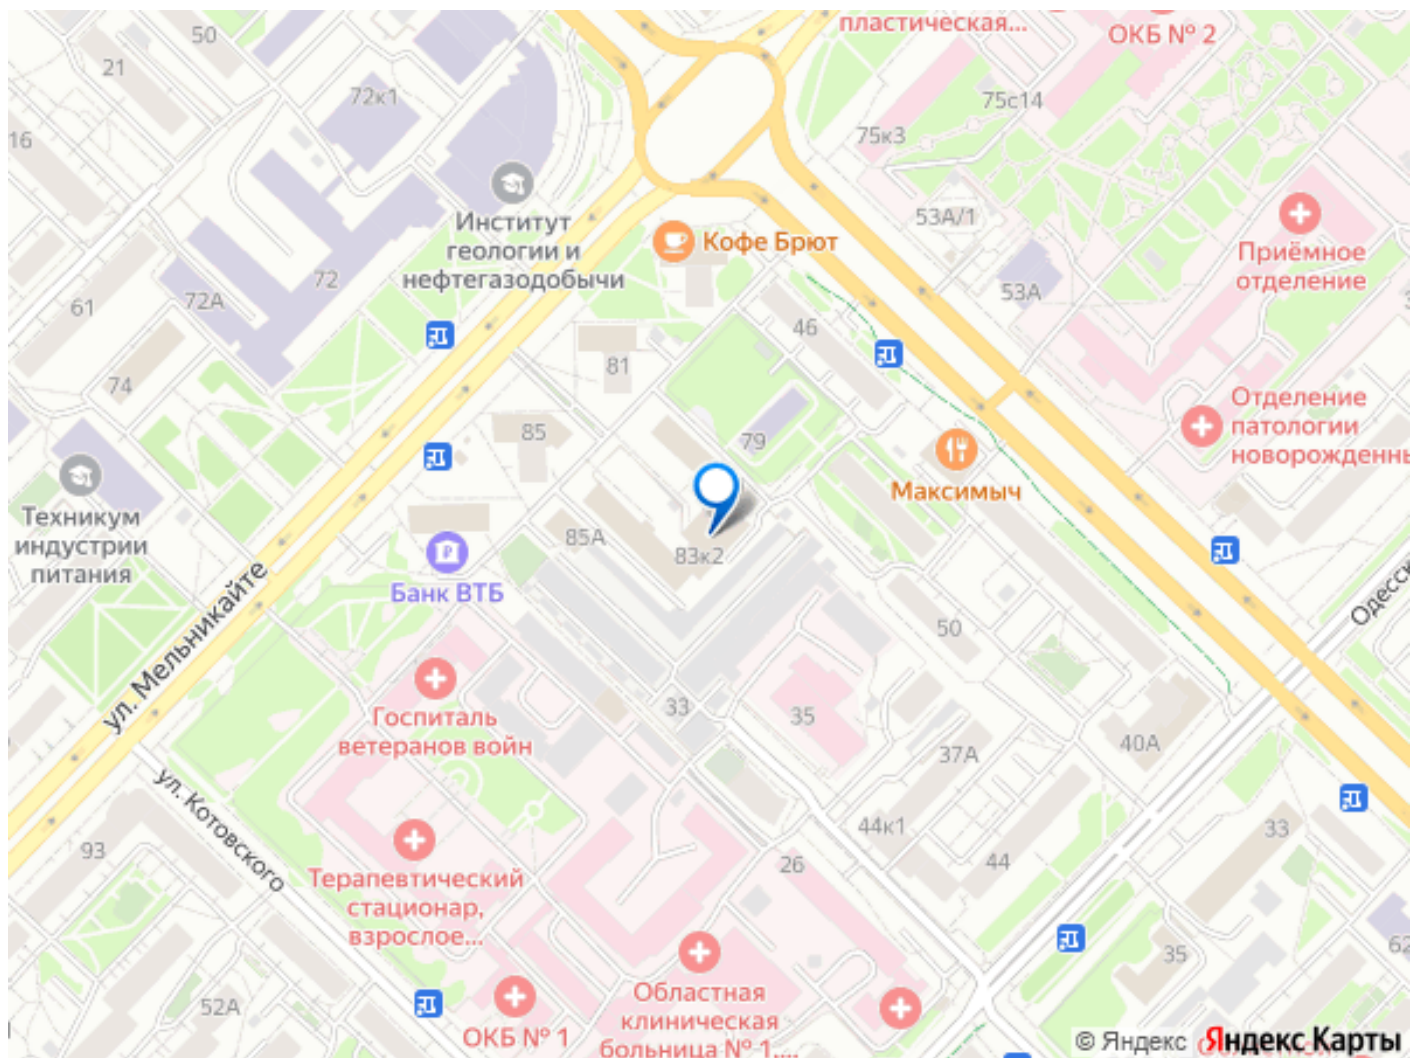 пластическая...
ОКБ № 2
50
21
72к1
75с14
16
75к3
53А/1
Институт
геологии и
нефтегазодобычи
Кофе Брют
Приёмное
отделение
72
72А
53А
61
46
81
74
Отделение
патологии
новорожденны
85
79
Максимыч
Техникум
индустрии
питания
85А
83к2
Банк ВТБ
ул. Мельникайте
Одесск
50
Госпиталь
ветеранов войн
33
35
37А
40А
ул. Котовского
44к1
33
93
26
44
Терапевтический
стационар,
взрослое...
35
62
52А
Областная
клиническая
больница № 1,...
ОКБ № 1
© Яндекс Яндекс Карты